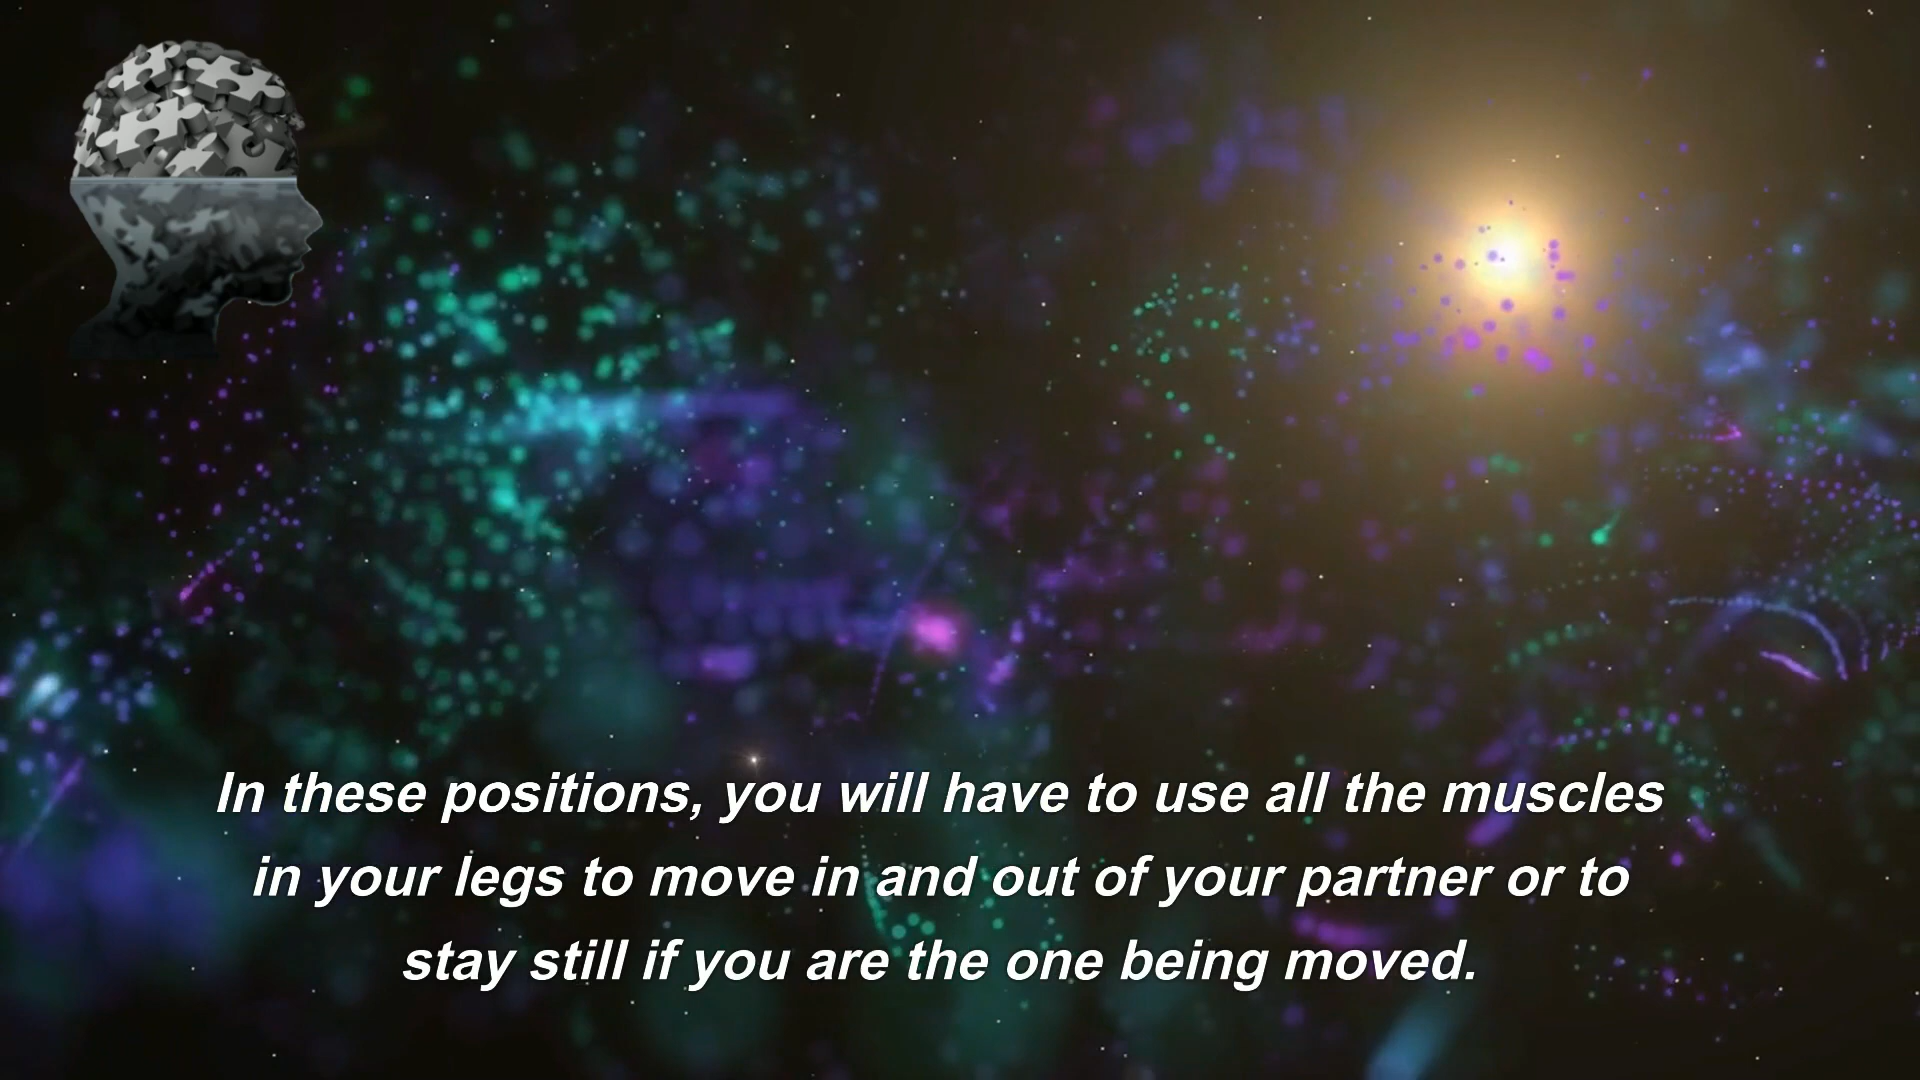 In these positions, you will have to use all the muscles
in your legs to move in and out of your partner or to
stay still if you are the one being moved.